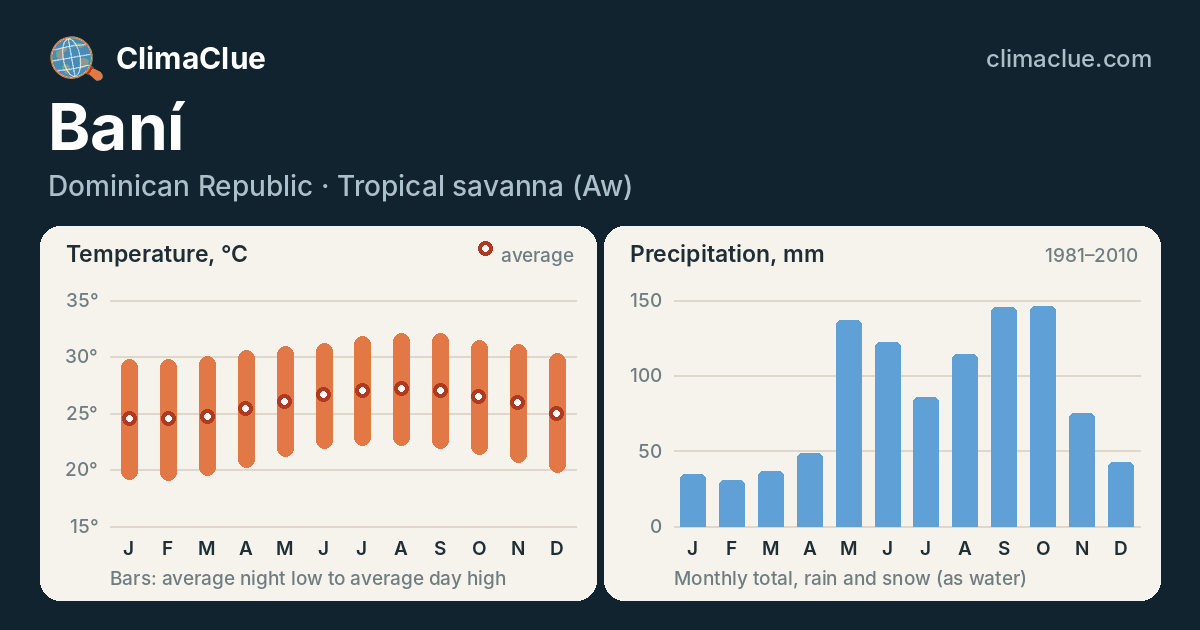 ClimaClue
climaclue.com
Baní
Dominican Republic · Tropical savanna (Aw)
Temperature, °C
average
35°
30°
25°
20°
15°
J F M A M J J A S O N D
Bars: average night low to average day high
Precipitation, mm
1981–2010
150
100
50
0
J F M A M J J A S O N D
Monthly total, rain and snow (as water)